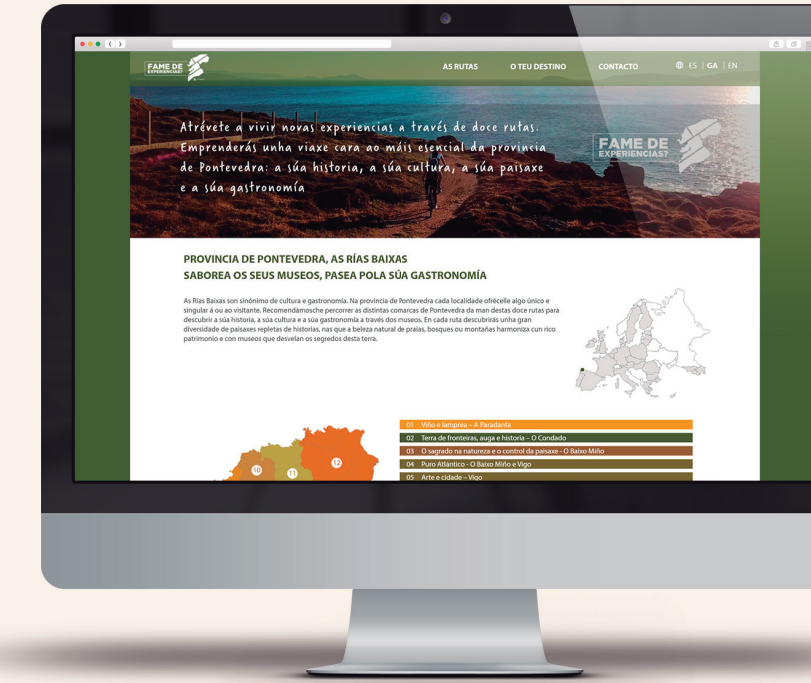 FAME DE
EXPERIENCIAS?
AS RUTAS
O TEU DESTINO
CONTACTO
ES | GA | EN
Atrévete a vivir novas experiencias a través de doce rutas.
Emprenderás unha viaxe cara ao máis esencial da provincia
de Pontevedra: a súa historia, a súa cultura, a súa paisaxe
e a súa gastronomía
FAME DE
EXPERIENCIAS?
PROVINCIA DE PONTEVEDRA, AS RÍAS BAIXAS
SABOREA OS SEUS MUSEOS, PASEA POLA SÚA GASTRONOMÍA
As Rías Baixas son sinónimo de cultura e gastronomía. Na provincia de Pontevedra cada localidade ofrécelle algo único e
singular á ou ao visitante. Recomendámosche percorrer as distintas comarcas de Pontevedra da man destas doce rutas para
descubrir a súa historia, a súa cultura e a súa gastronomía a través dos museos. En cada ruta descubrirás unha gran
diversidade de paisaxes repletas de historias, nas que a beleza natural de praias, bosques ou montañas harmoniza cun rico
patrimonio e con museos que desvelan os segredos desta terra.
10
11
12
01 Viño e lamprea – A Paradanta
02 Terra de fronteiras, auga e historia – O Condado
03 O sagrado na natureza e o control da paisaxe - O Baixo Miño
04 Puro Atlántico - O Baixo Miño e Vigo
05 Arte e cidade – Vigo